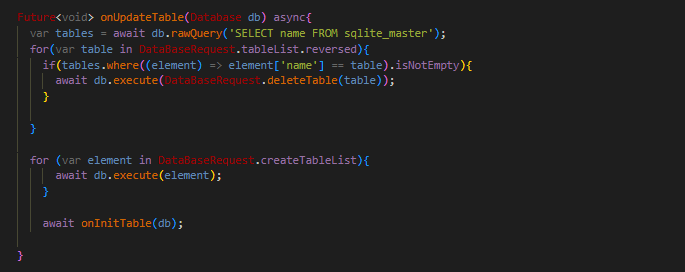 Future<void> onUpdateTable(Database db) async{
var tables = await db.rawQuery('SELECT name FROM sqlite_master');
for(var table in DataBaseRequest.tableList.reversed){
if(tables.where((element) => element['name'] == table).isNotEmpty){
await db.execute(DataBaseRequest.deleteTable(table));
}
}
for (var element in DataBaseRequest.createTableList){
await db.execute(element);
}
await onInitTable(db);
}